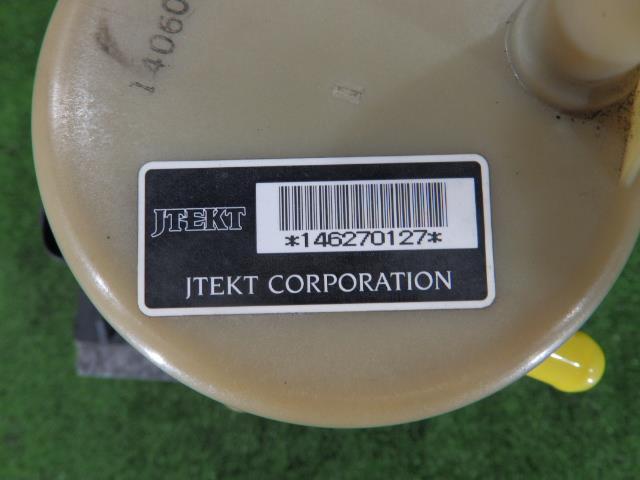 14060
JTEKT
*146270127*
JTEKT CORPORATION